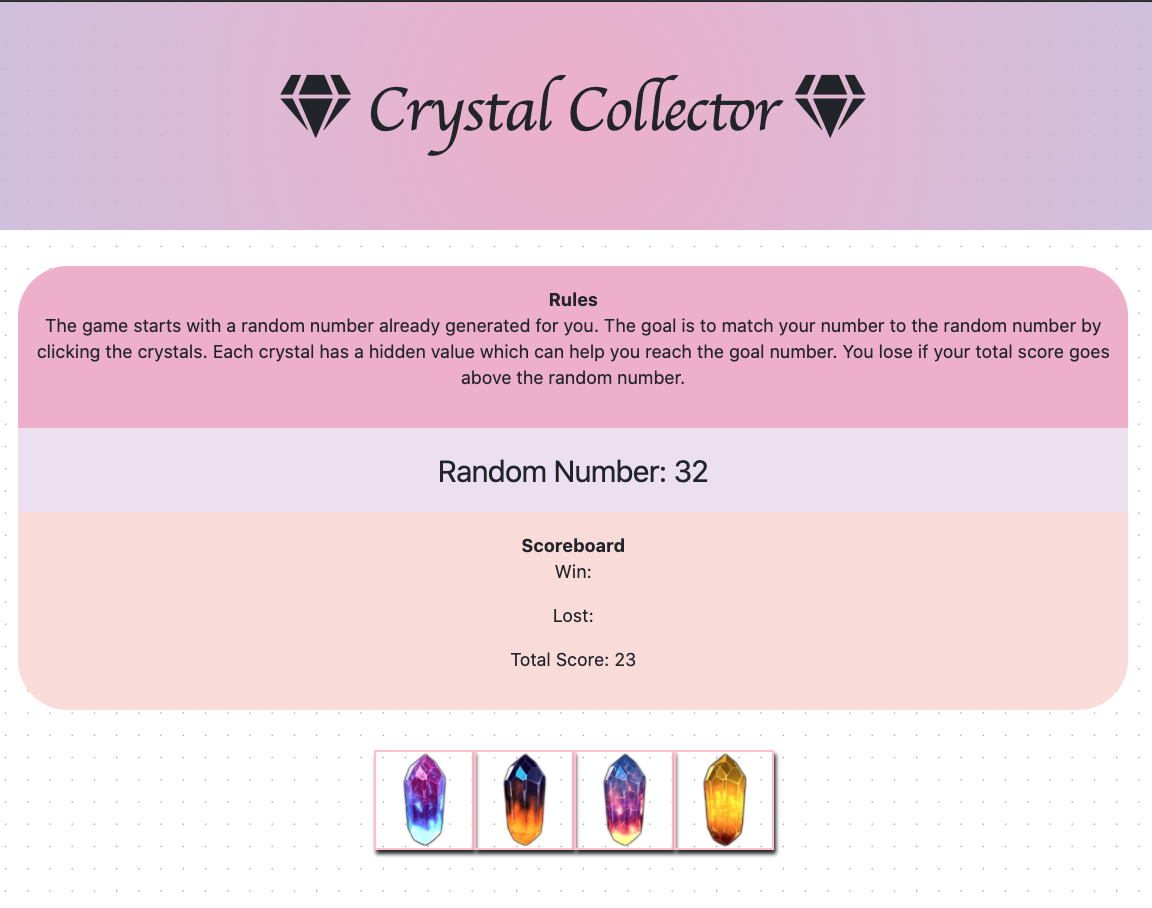 Crystal Collector
Rules
The game starts with a random number already generated for you. The goal is to match your number to the random number by
clicking the crystals. Each crystal has a hidden value which can help you reach the goal number. You lose if your total score goes
above the random number.
Random Number: 32
Scoreboard
Win:
Lost:
Total Score: 23